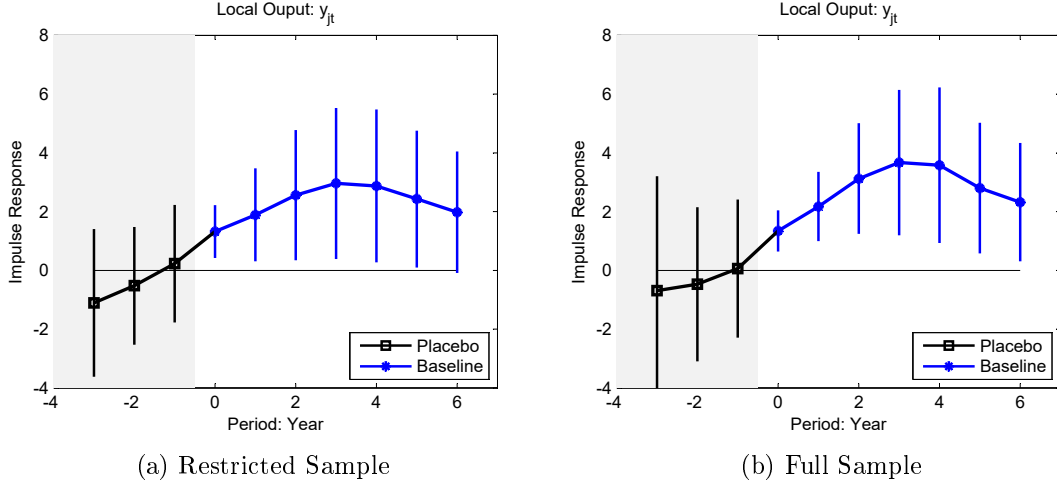 Local Ouput: yjt
Impulse Response
8
6
4
2
0
-2
-4
-4
-2
0
2
4
6
Period: Year
Placebo
Baseline
(a) Restricted Sample
Local Ouput: yjt
Impulse Response
8
6
4
2
0
-2
-4
-4
-2
0
2
4
6
Period: Year
Placebo
Baseline
(b) Full Sample